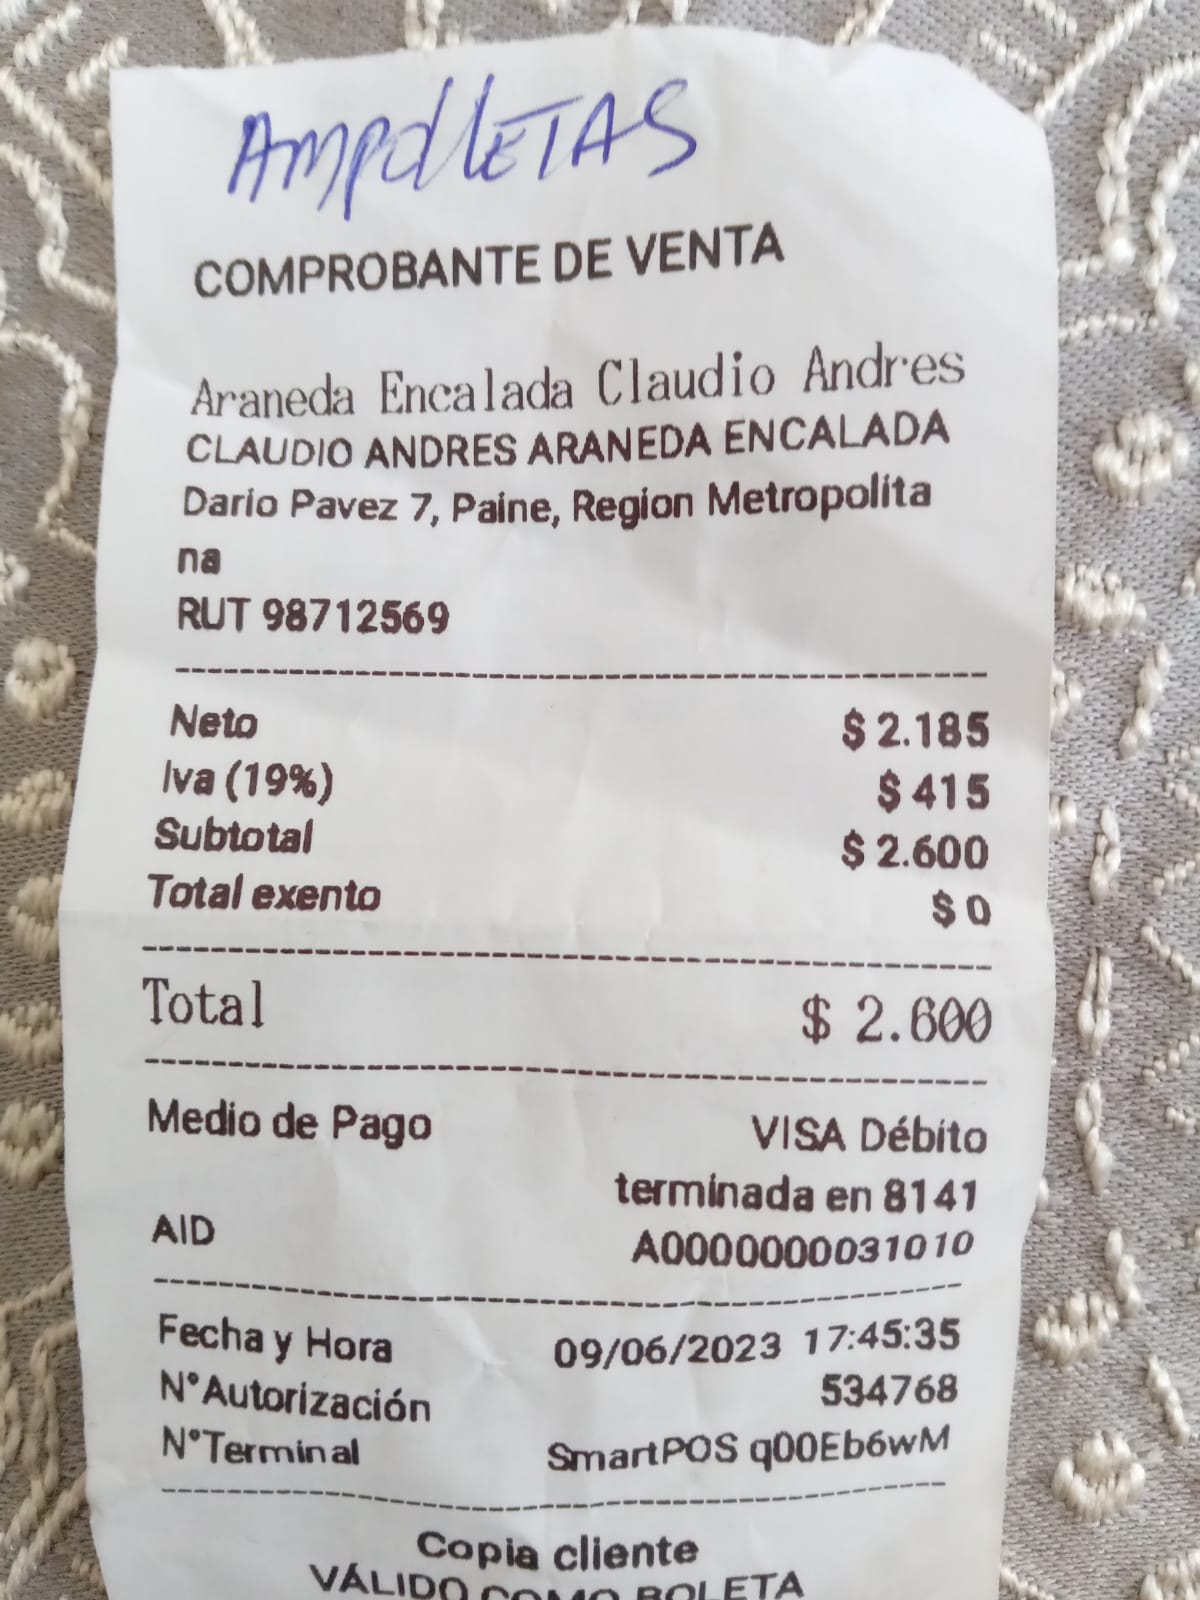 AMPOLLETAS
COMPROBANTE DE VENTA
Araneda Encalada Claudio Andres
CLAUDIO ANDRES ARANEDA ENCALADA
Dario Pavez 7, Paine, Region Metropolita
na
RUT 98712569
Neto $ 2.185
Iva (19%) $ 415
Subtotal $ 2.600
Total exento $ 0
Total $ 2.600
Medio de Pago VISA Débito
terminada en 8141
AID A0000000031010
Fecha y Hora 09/06/2023 17:45:35
N°Autorización 534768
N°Terminal SmartPOS q00Eb6wM
Copia cliente
VÁLIDO COMO BOLETA